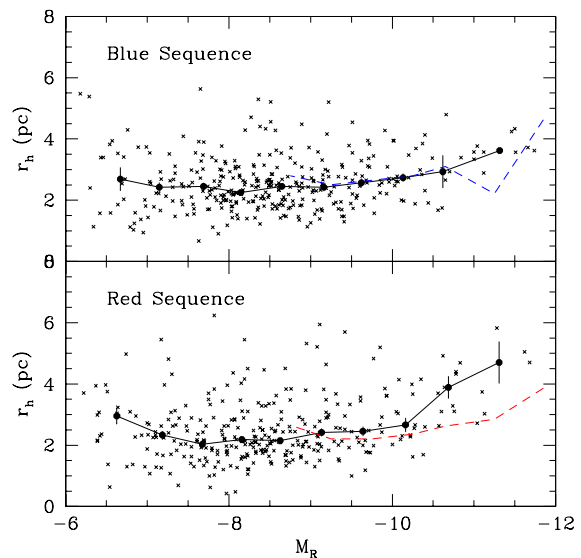 8
Blue Sequence
6
r_h (pc)
4
2
0
8
Red Sequence
6
r_h (pc)
4
2
0
−6 −8 −10 −12
M_R